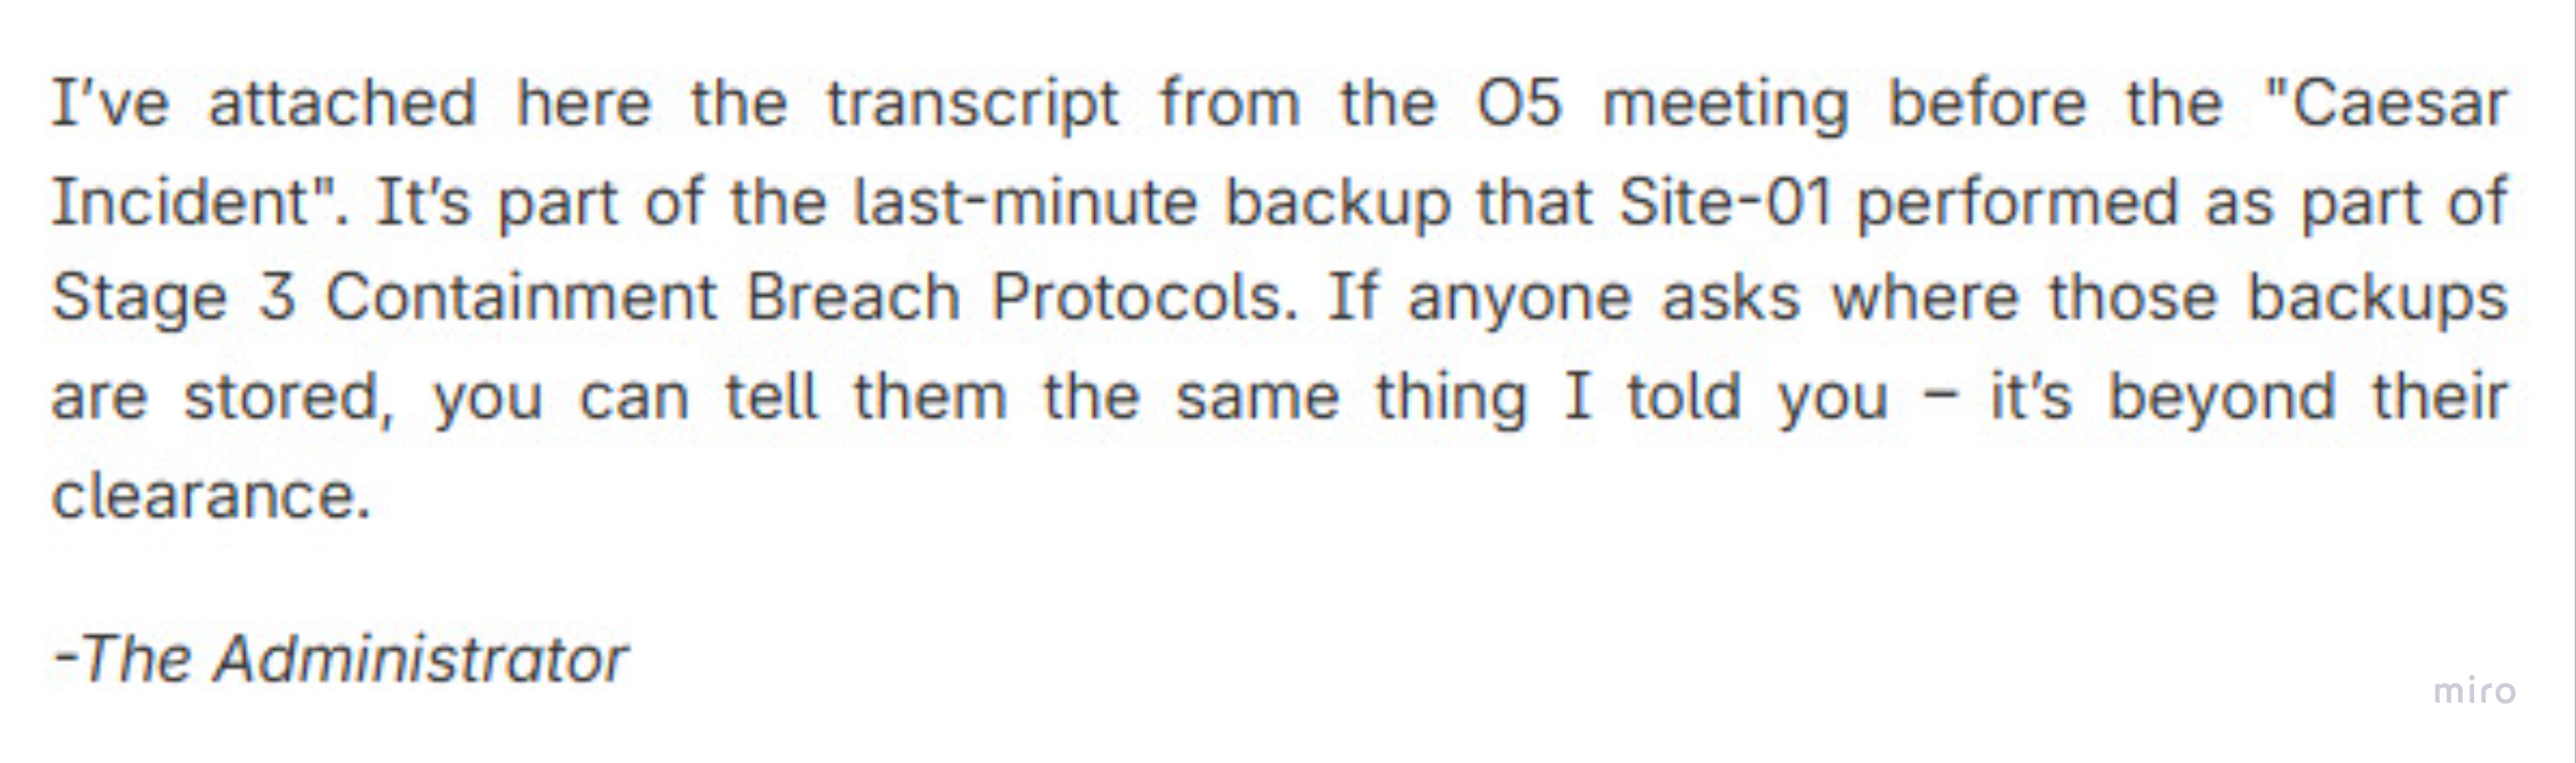 I’ve attached here the transcript from the O5 meeting before the "Caesar
Incident". It’s part of the last-minute backup that Site-01 performed as part of
Stage 3 Containment Breach Protocols. If anyone asks where those backups
are stored, you can tell them the same thing I told you – it’s beyond their
clearance.
-The Administrator
miro